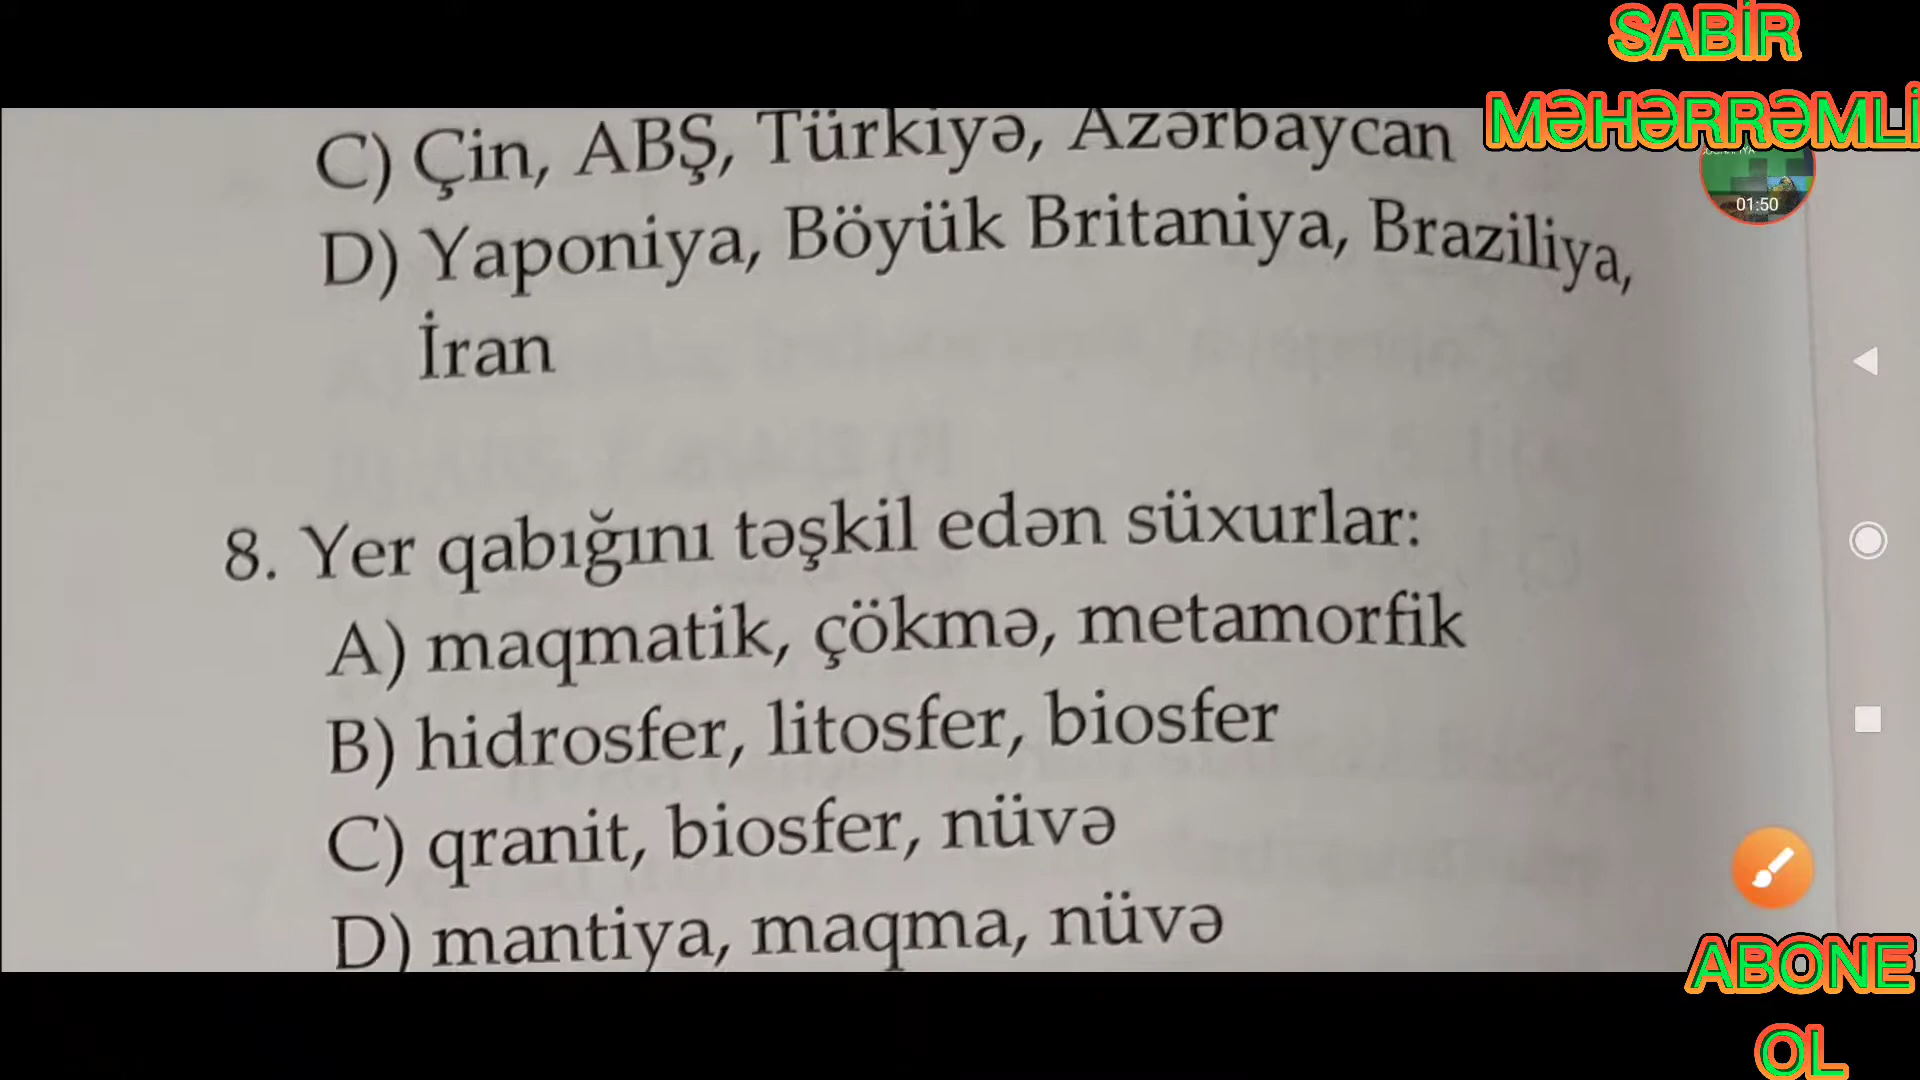 SABİR
MƏHƏRRƏMLİ
C) Çin, ABŞ, Türkiyə, Azərbaycan
01:50
D) Yaponiya, Böyük Britaniya, Braziliya,
İran
8. Yer qabığını təşkil edən süxurlar:
A) maqmatik, çökmə, metamorfik
B) hidrosfer, litosfer, biosfer
C) qranit, biosfer, nüvə
D) mantiya, maqma, nüvə
ABONE
OL